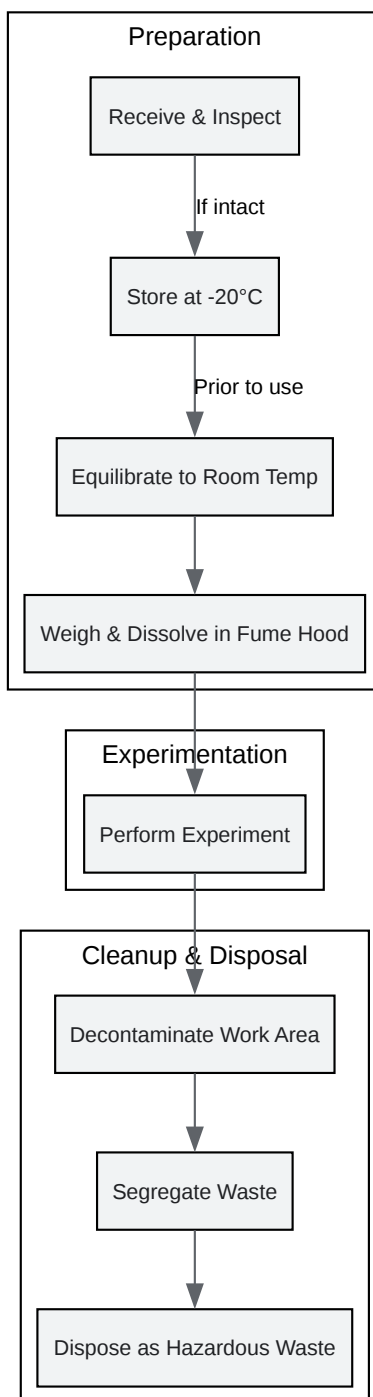 Preparation
Receive & Inspect
If intact
Store at -20°C
Prior to use
Equilibrate to Room Temp
Weigh & Dissolve in Fume Hood
Experimentation
Perform Experiment
Cleanup & Disposal
Decontaminate Work Area
Segregate Waste
Dispose as Hazardous Waste